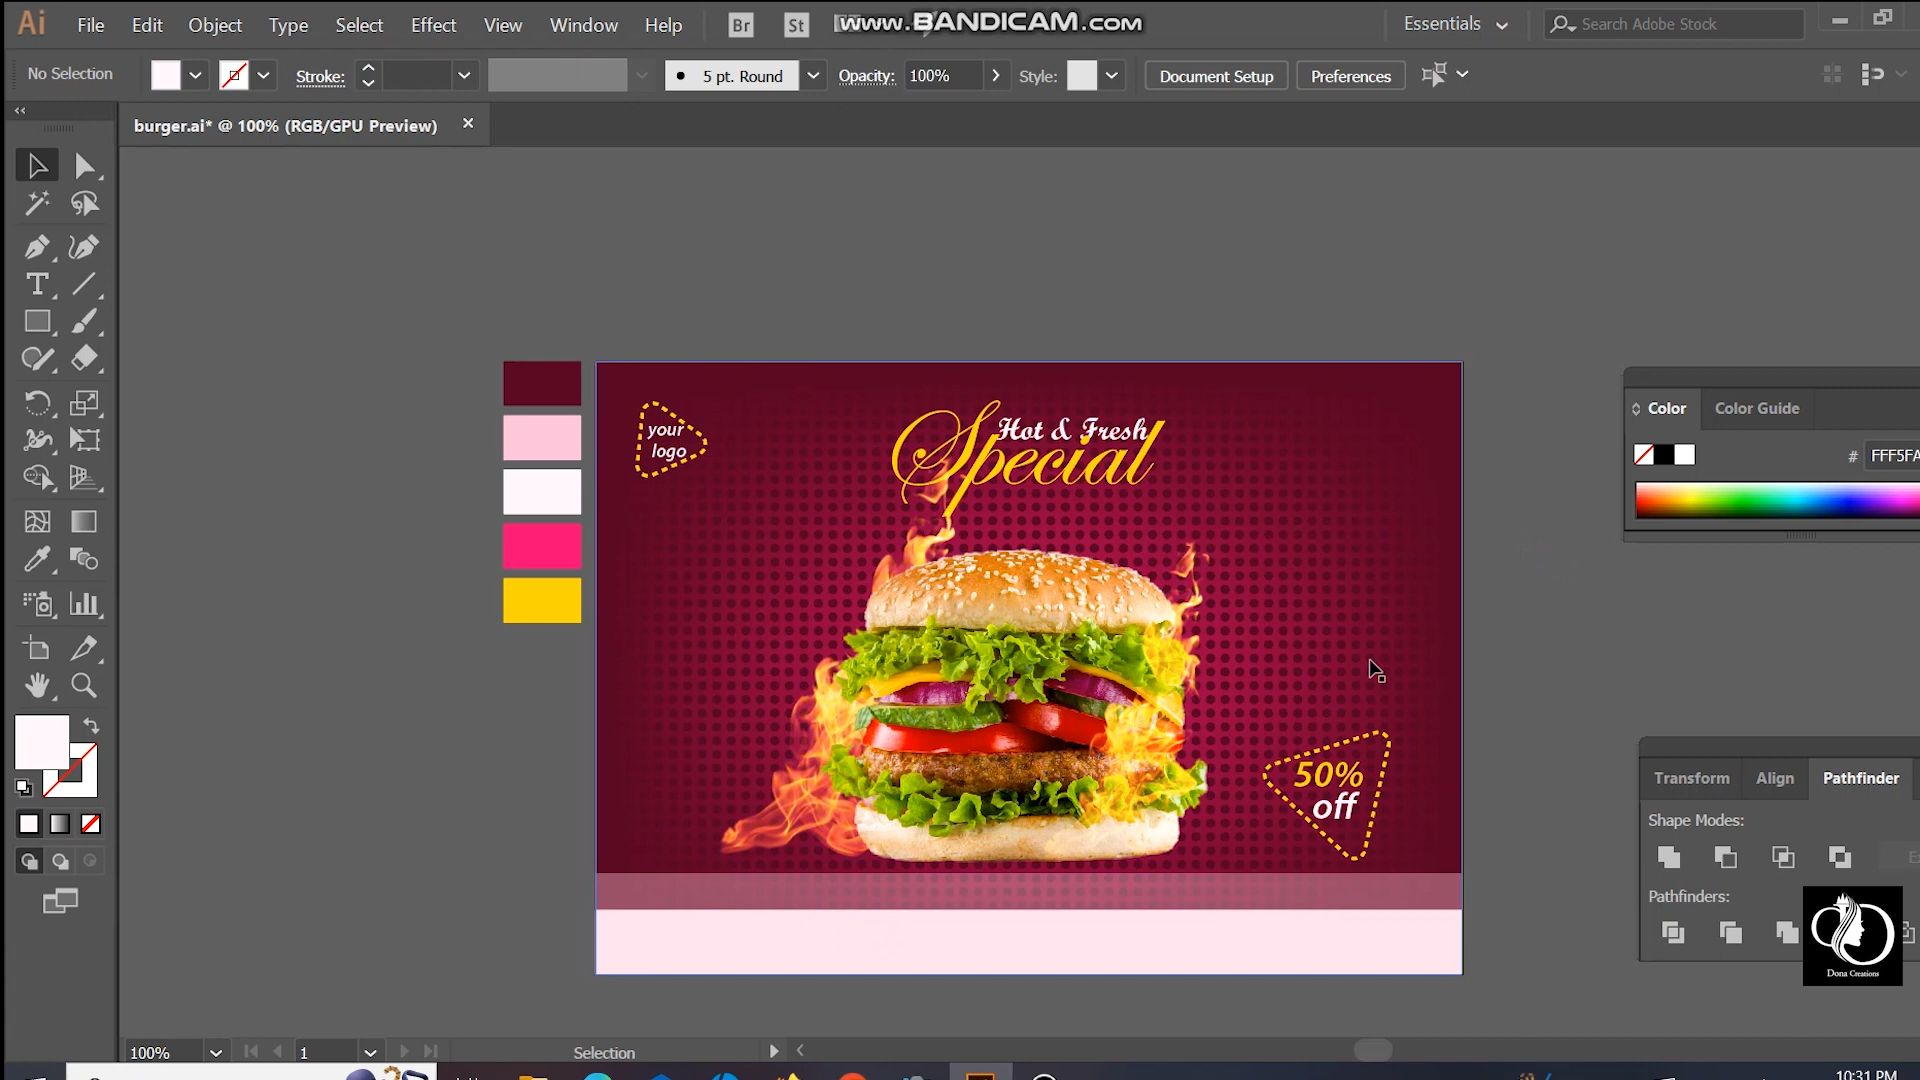 Ai File Edit Object Type Select Effect View Window Help Br St www.BANDICAM.com Essentials Search Adobe Stock
No Selection Stroke: 5 pt. Round Opacity: 100% Style: Document Setup Preferences
burger.ai* @ 100% (RGB/GPU Preview)
your
logo
Hot & Fresh
Special
50%
off
Color Color Guide
# FFF5FA
Transform Align Pathfinder
Shape Modes:
Pathfinders:
Dona Creations
100% 1 Selection
10:31 PM